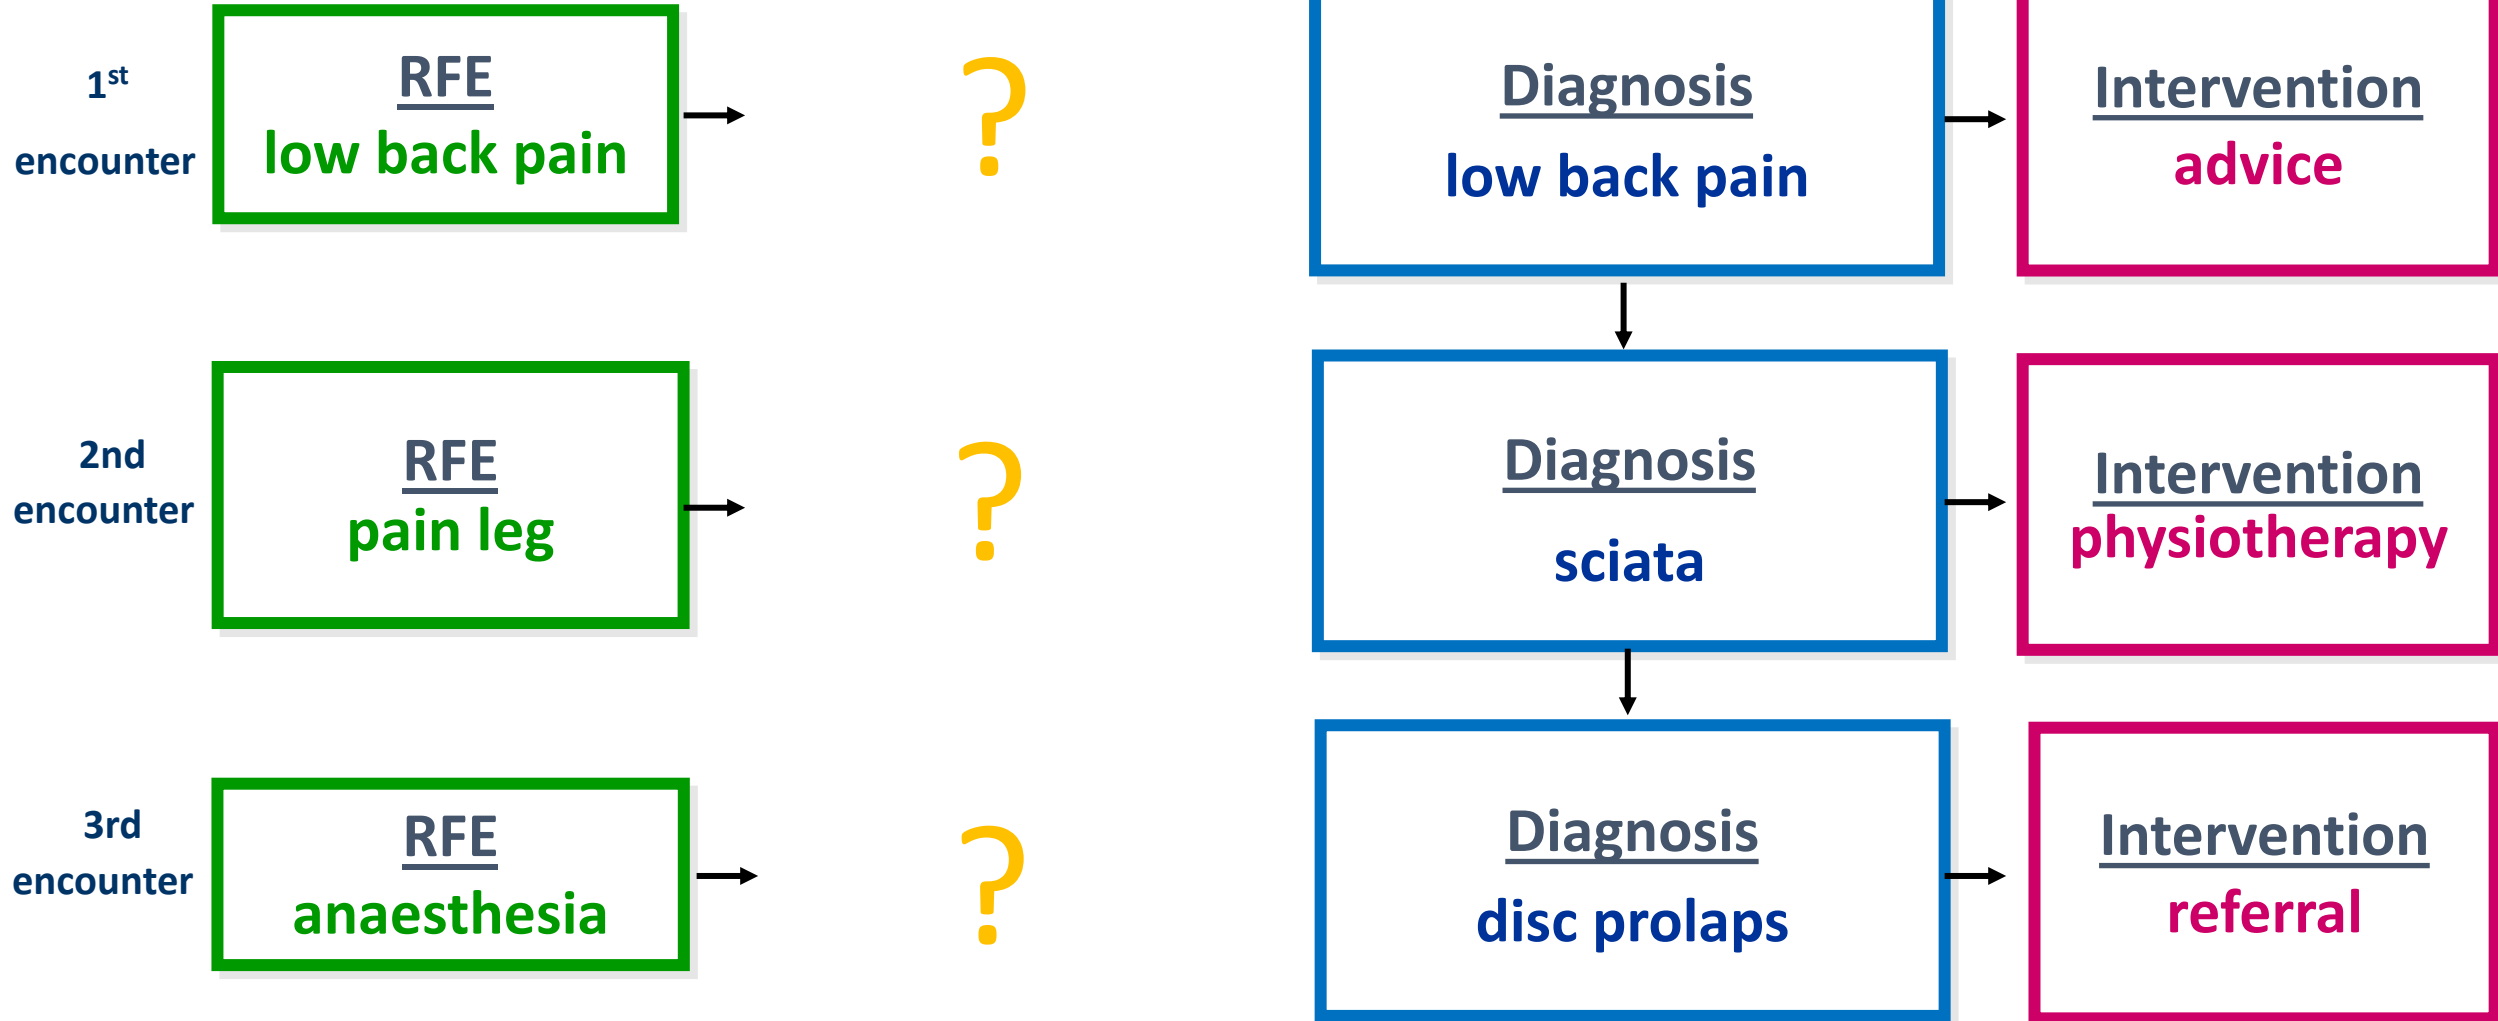 1st
encounter
RFE
low back pain
?
Diagnosis
low back pain
Intervention
advice
2nd
encounter
RFE
pain leg
?
Diagnosis
sciata
Intervention
physiotherapy
3rd
encounter
RFE
anaesthesia
?
Diagnosis
disc prolaps
Intervention
referral